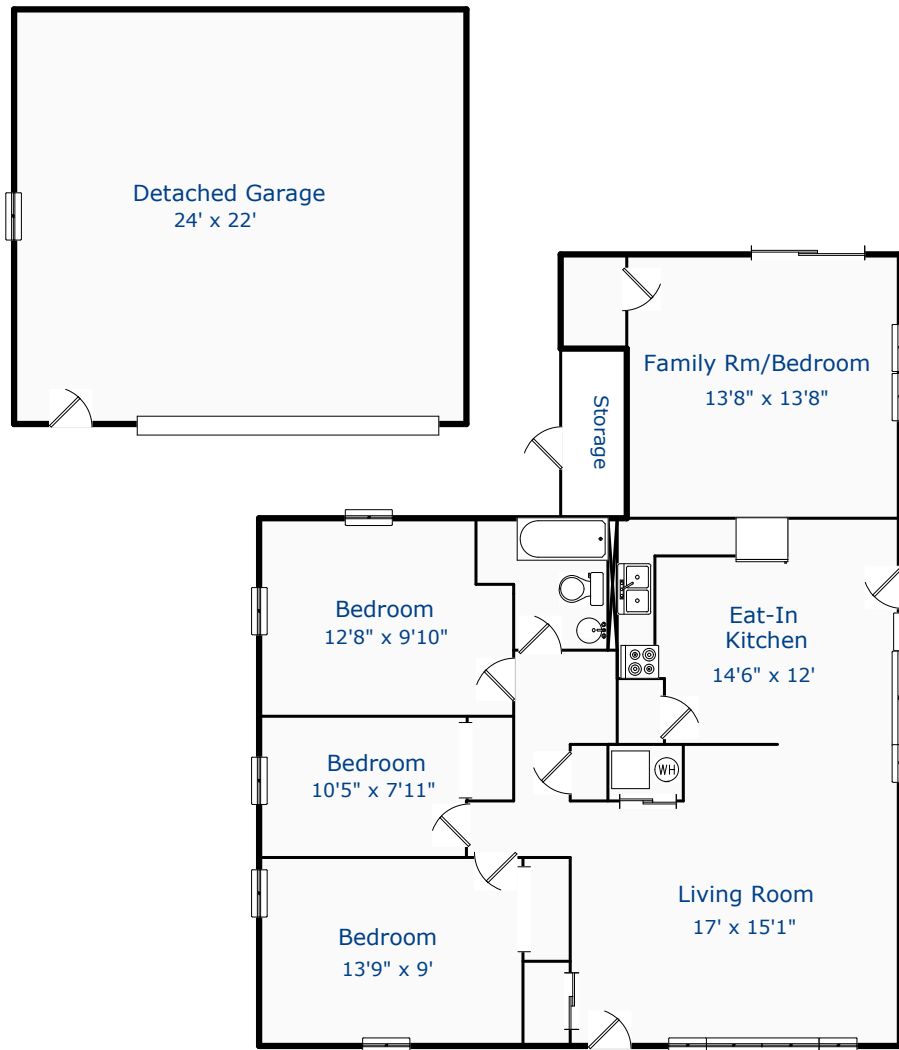 Detached Garage
24' x 22'
Family Rm/Bedroom
13'8" x 13'8"
Storage
Bedroom
12'8" x 9'10"
Eat-In
Kitchen
14'6" x 12'
Bedroom
10'5" x 7'11"
WH
Living Room
17' x 15'1"
Bedroom
13'9" x 9'